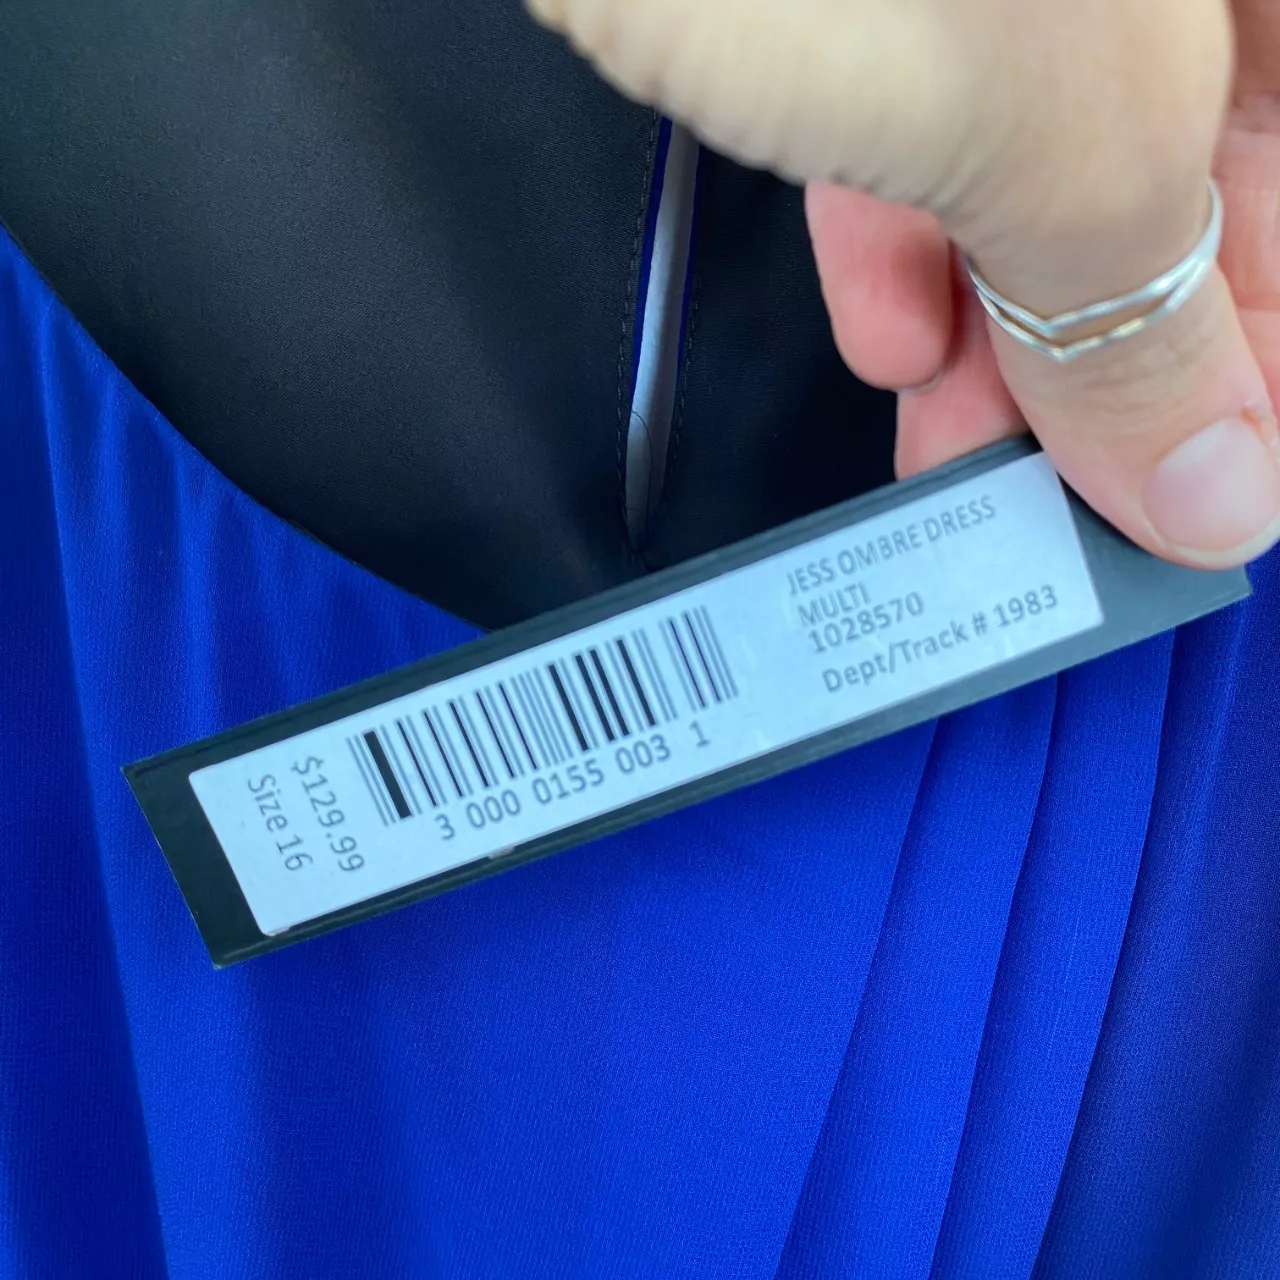 JESS OMBRE DRESS
MULTI
1028570
Dept/Track # 1983
3 000 0155 003 1
$129.99
Size 16